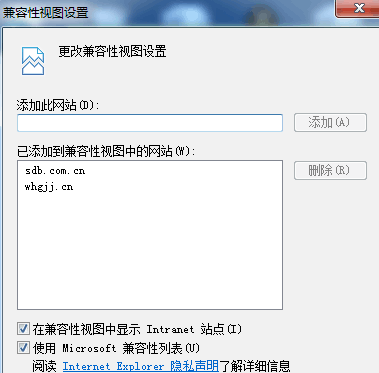 兼容性视图设置
更改兼容性视图设置
添加此网站(D):
添加(A)
已添加到兼容性视图中的网站(W):
sdb.com.cn
删除(R)
whgjj.cn
在兼容性视图中显示 Intranet 站点(I)
使用 Microsoft 兼容性列表(U)
阅读 Internet Explorer 隐私声明了解详细信息